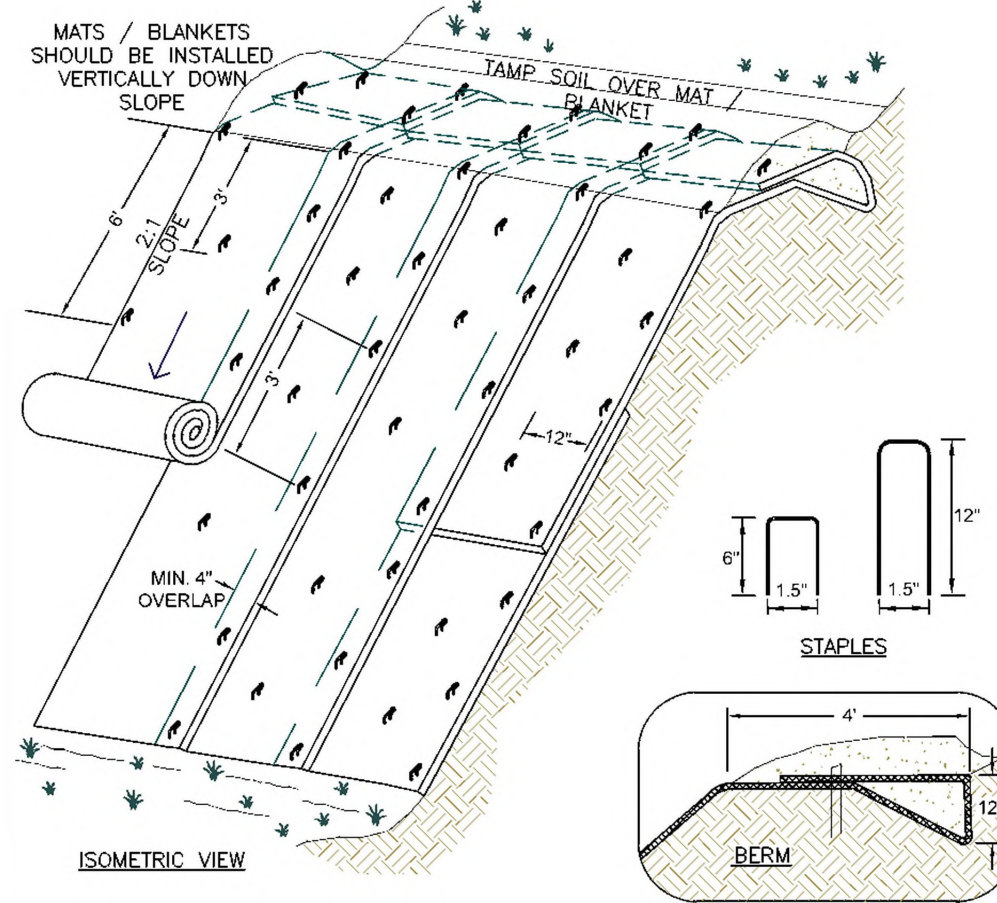 MATS / BLANKETS
SHOULD BE INSTALLED
VERTICALLY DOWN
SLOPE
TAMP SOIL OVER MAT /
BLANKET
6'
3'
2:1
SLOPE
3'
12"
MIN. 4"
OVERLAP
6"
1.5"
12"
1.5"
STAPLES
4'
12
BERM
ISOMETRIC VIEW